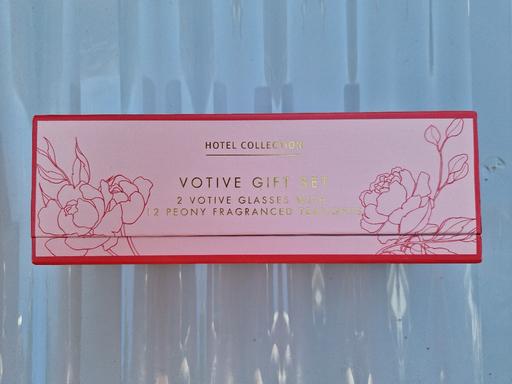 HOTEL COLLECTION
VOTIVE GIFT SET
2 VOTIVE GLASSES WITH
12 PEONY FRAGRANCED TEALIGHTS